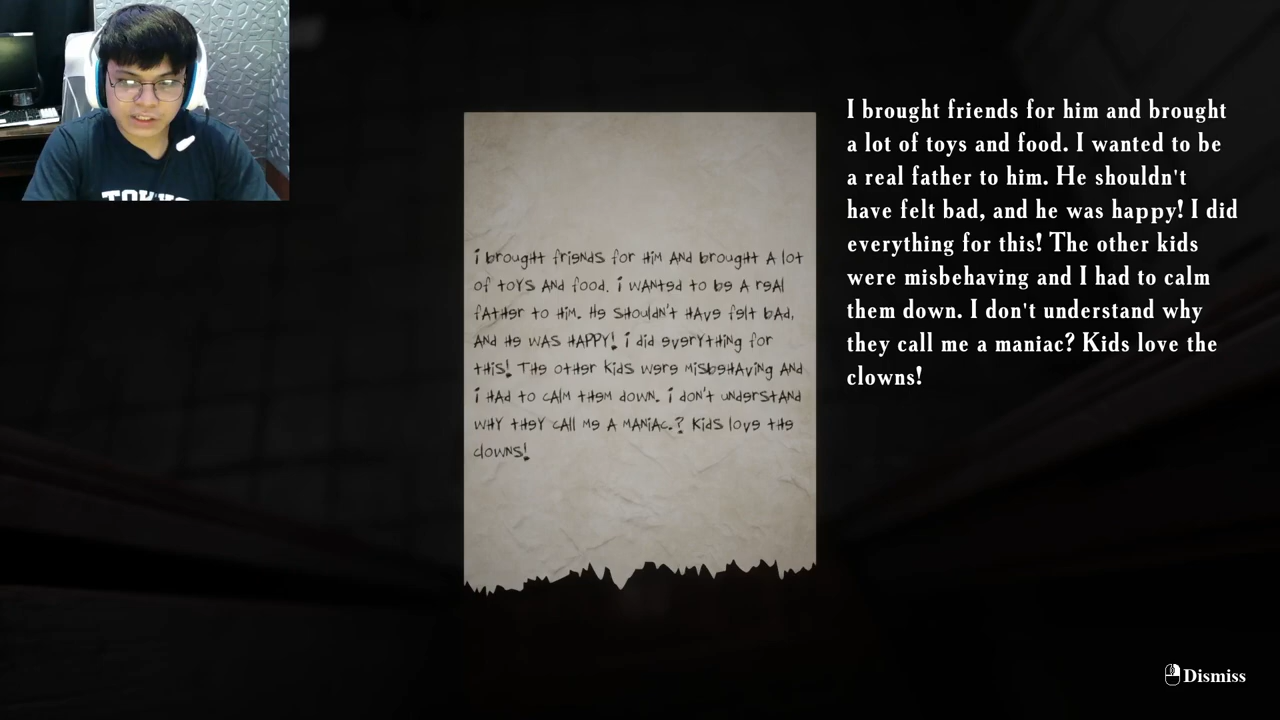 TOKYO
i brought friends for him and brought a lot
of toys and food. i wanted to be a real
father to him. He shouldn't have felt bad,
and he was happy! i did everything for
this! The other kids were misbehaving and
i had to calm them down. i don't understand
why they call me a maniac.? Kids love the
clowns!
I brought friends for him and brought
a lot of toys and food. I wanted to be
a real father to him. He shouldn't
have felt bad, and he was happy! I did
everything for this! The other kids
were misbehaving and I had to calm
them down. I don't understand why
they call me a maniac? Kids love the
clowns!
Dismiss